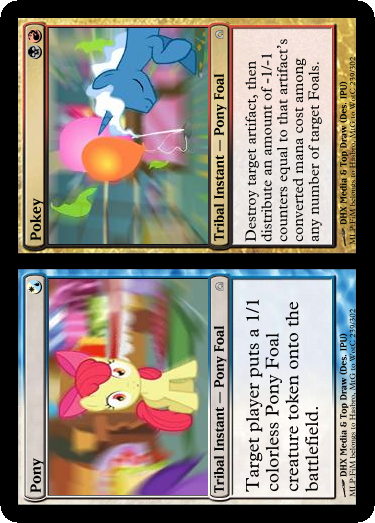 Pony
Tribal Instant — Pony Foal
Target player puts a 1/1
colorless Pony Foal
creature token onto the
battlefield.
DHX Media & Top Draw (Des. IPU)
MLP:FiM belongs to Hasbro, MtG to WotC 239/302
Pokey
Tribal Instant — Pony Foal
Destroy target artifact, then
distribute an amount of -1/-1
counters equal to that artifact's
converted mana cost among
any number of target Foals.
DHX Media & Top Draw (Des. IPU)
MLP:FiM belongs to Hasbro, MtG to WotC 239/302